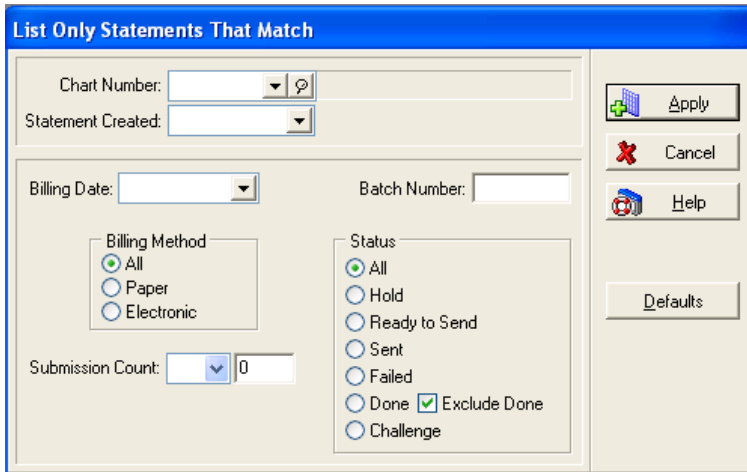 List Only Statements That Match
Chart Number:
Statement Created:
Apply
Cancel
Help
Defaults
Billing Date:
Batch Number:
Billing Method
All
Paper
Electronic
Submission Count: 0
Status
All
Hold
Ready to Send
Sent
Failed
Done Exclude Done
Challenge